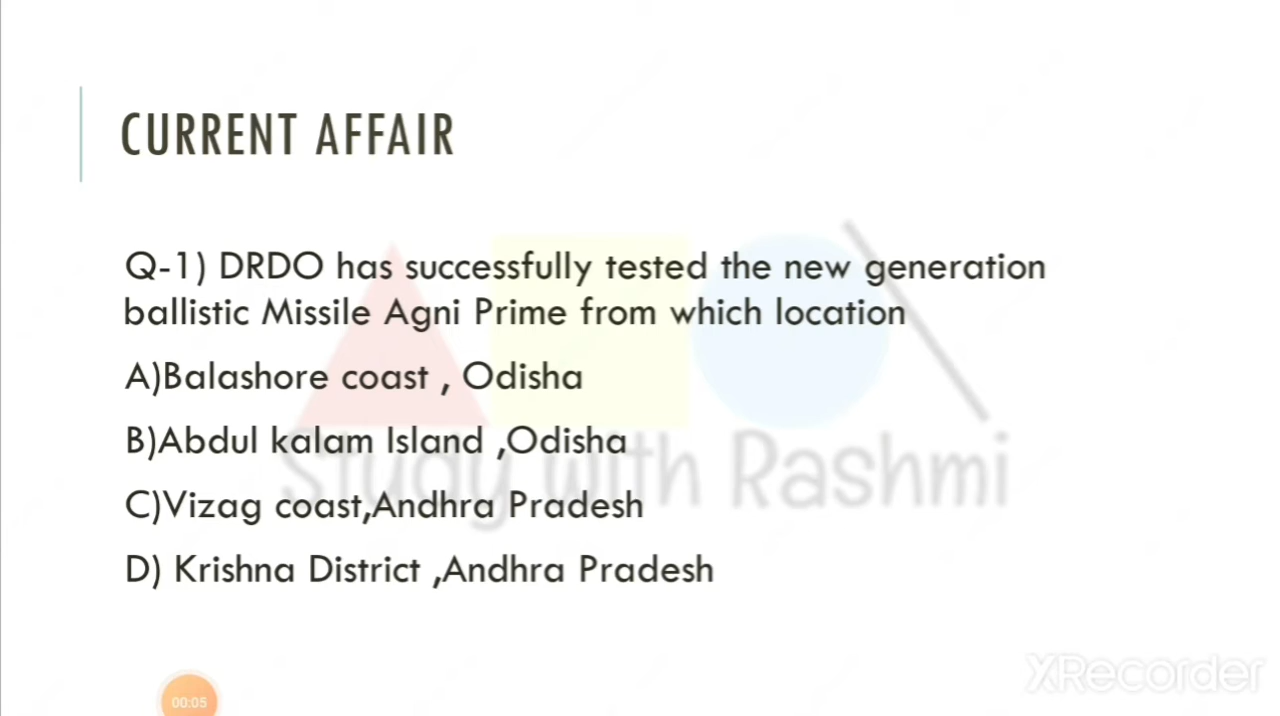 CURRENT AFFAIR
Q-1) DRDO has successfully tested the new generation
ballistic Missile Agni Prime from which location
A)Balashore coast , Odisha
B)Abdul kalam Island ,Odisha
Study with Rashmi
C)Vizag coast,Andhra Pradesh
D) Krishna District ,Andhra Pradesh
XRecorder
00:05